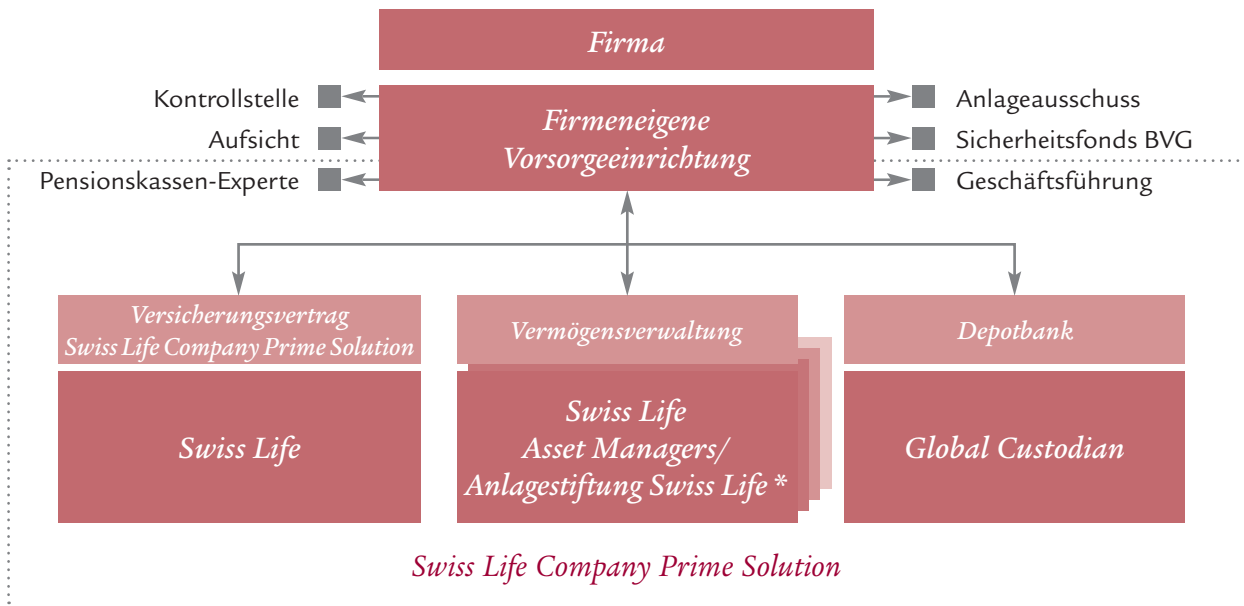 Firma
Kontrollstelle
Aufsicht
Pensionskassen-Experte
Firmeneigene
Vorsorgeeinrichtung
Anlageausschuss
Sicherheitsfonds BVG
Geschäftsführung
Versicherungsvertrag
Swiss Life Company Prime Solution
Swiss Life
Vermögensverwaltung
Swiss Life
Asset Managers/
Anlagestiftung Swiss Life *
Depotbank
Global Custodian
Swiss Life Company Prime Solution